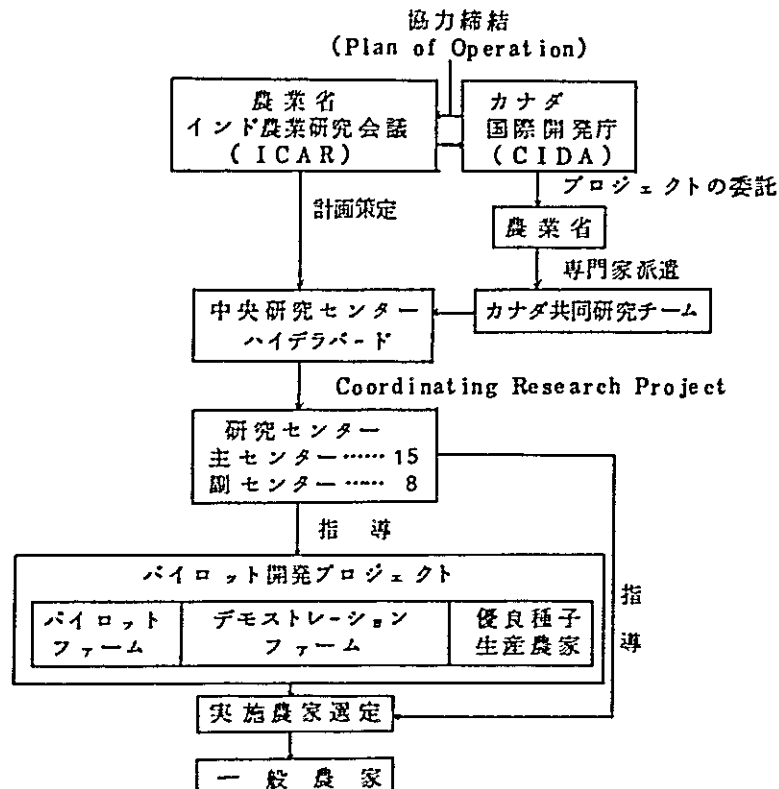 協力締結
(Plan of Operation)
農業省
インド農業研究会議
(ICAR)
カナダ
国際開発庁
(CIDA)
プロジェクトの委託
計画策定
農業省
専門家派遣
中央研究センター
ハイデラバード
カナダ共同研究チーム
Coordinating Research Project
研究センター
主センター……15
副センター……8
指導
パイロット開発プロジェクト
パイロット
ファーム
デモストレーション
ファーム
優良種子
生産農家
指
導
実施農家選定
一般農家